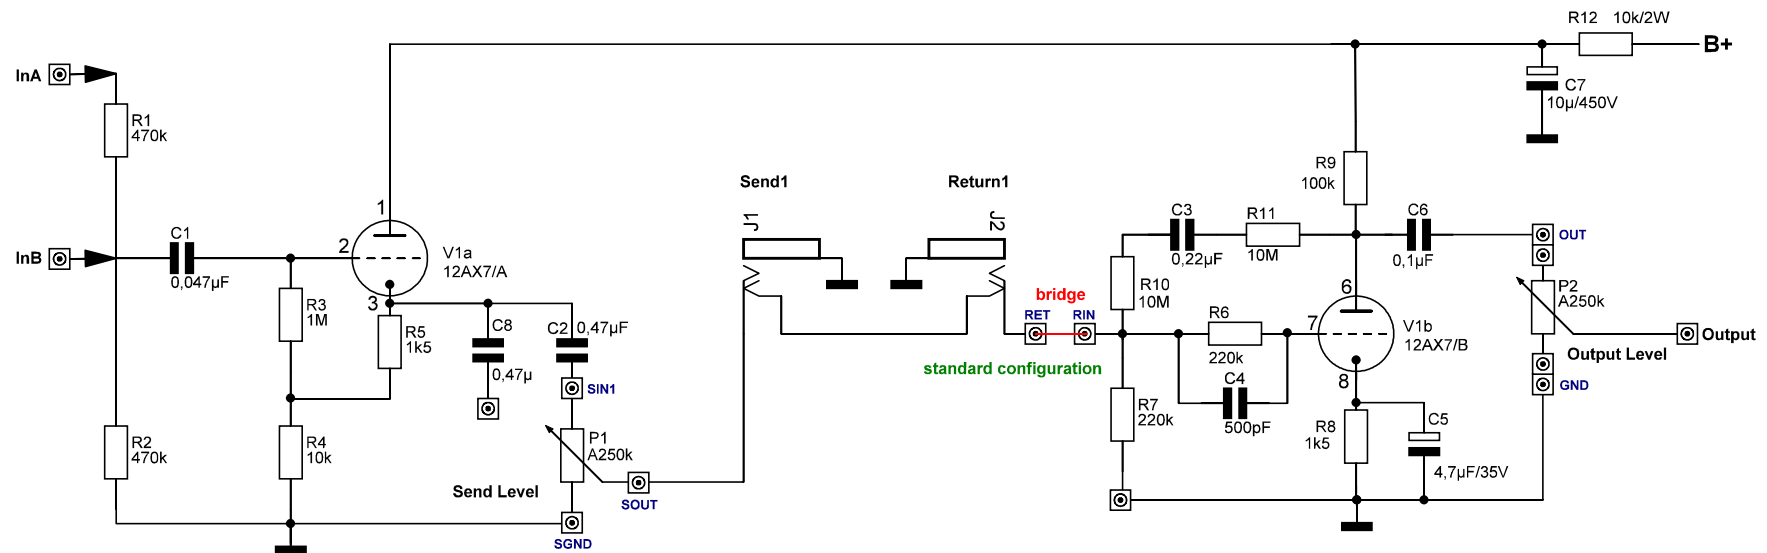 R12 10k/2W
B+
InA
C7
10µ/450V
R1
470k
R9
100k
Send1
Return1
J1
J2
1
C3
R11
C6
InB
C1
0,047µF
2
V1a
12AX7/A
0,22µF
10M
0,1µF
OUT
3
R10
10M
6
P2
A250k
R3
1M
R5
1k5
C8
C2
0,47µF
bridge
RET
RIN
R6
7
V1b
12AX7/B
Output
220k
Output Level
0,47µ
SIN1
standard configuration
C4
8
GND
R7
220k
500pF
R8
1k5
C5
R2
470k
R4
10k
P1
A250k
4,7µF/35V
Send Level
SOUT
SGND